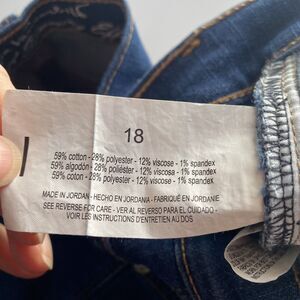 18
59% cotton - 28% polyester - 12% viscose - 1% spandex
59% algodón - 28% poliester - 12% viscosa - 1% spandex
59% coton - 28% polyester - 12% viscose - 1% spandex
MADE IN JORDAN - HECHO EN JORDANIA - FABRIQUÉ EN JORDANIE
SEE REVERSE FOR CARE - VER AL REVERSO PARA EL CUIDADO -
VOIR LES INSTRUCTIONS D'ENTRETIEN AU DOS